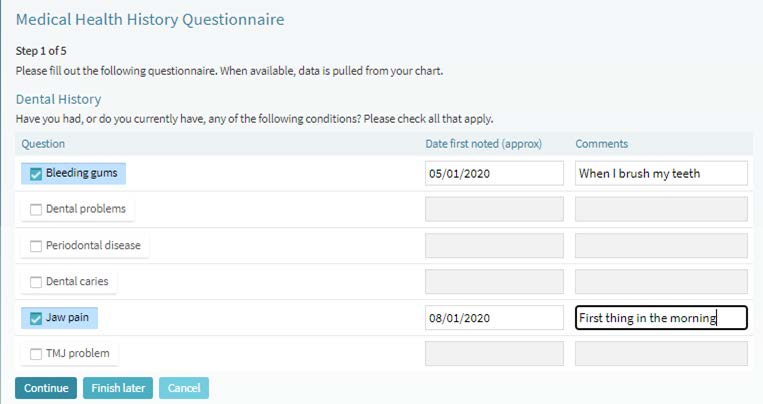 Medical Health History Questionnaire
Step 1 of 5
Please fill out the following questionnaire. When available, data is pulled from your chart.
Dental History
Have you had, or do you currently have, any of the following conditions? Please check all that apply.
Question Date first noted (approx) Comments
Bleeding gums 05/01/2020 When I brush my teeth
Dental problems
Periodontal disease
Dental caries
Jaw pain 08/01/2020 First thing in the morning
TMJ problem
Continue Finish later Cancel